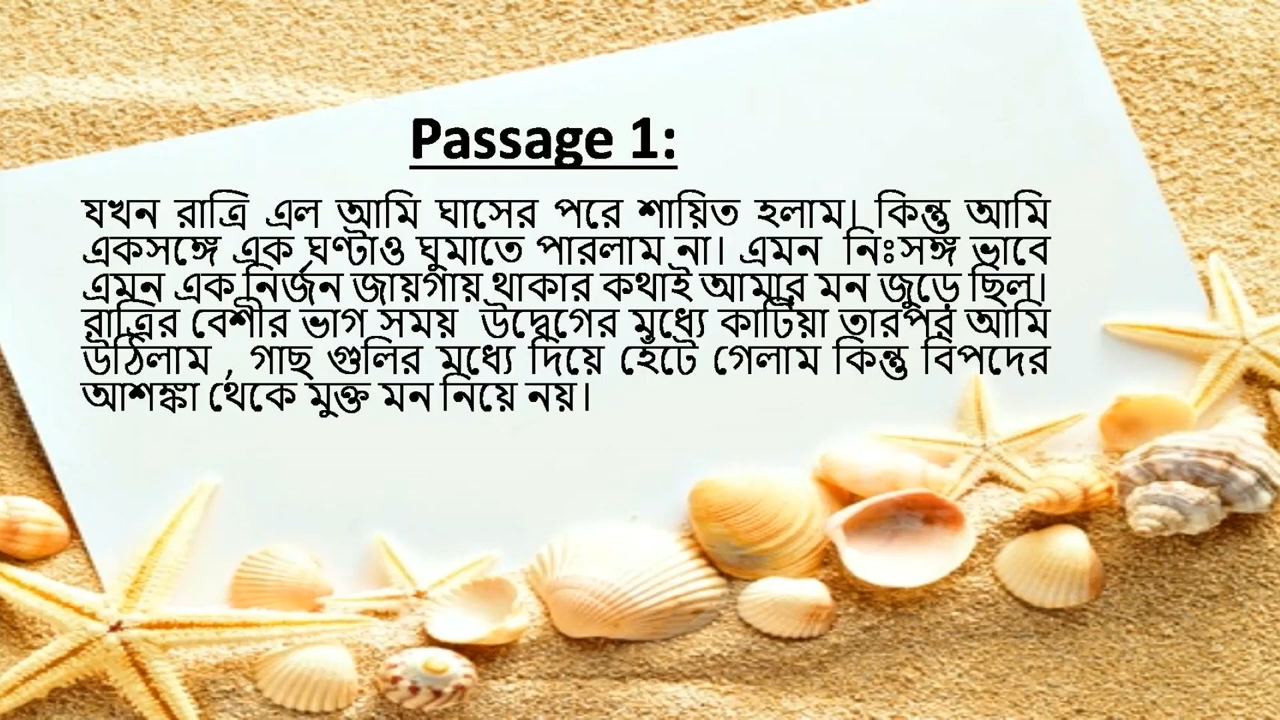 Passage 1:
যখন রাত্রি এল আমি ঘাসের পরে শায়িত হলাম। কিন্তু আমি
একসঙ্গে এক ঘণ্টাও ঘুমাতে পারলাম না। এমন নিঃসঙ্গ ভাবে
এমন এক নির্জন জায়গায় থাকার কথাই আমার মন জুড়ে ছিল।
রাত্রির বেশীর ভাগ সময় উদ্বেগের মধ্যে কাটিয়া তারপর আমি
উঠিলাম , গাছ গুলির মধ্যে দিয়ে হেঁটে গেলাম কিন্তু বিপদের
আশঙ্কা থেকে মুক্ত মন নিয়ে নয়।